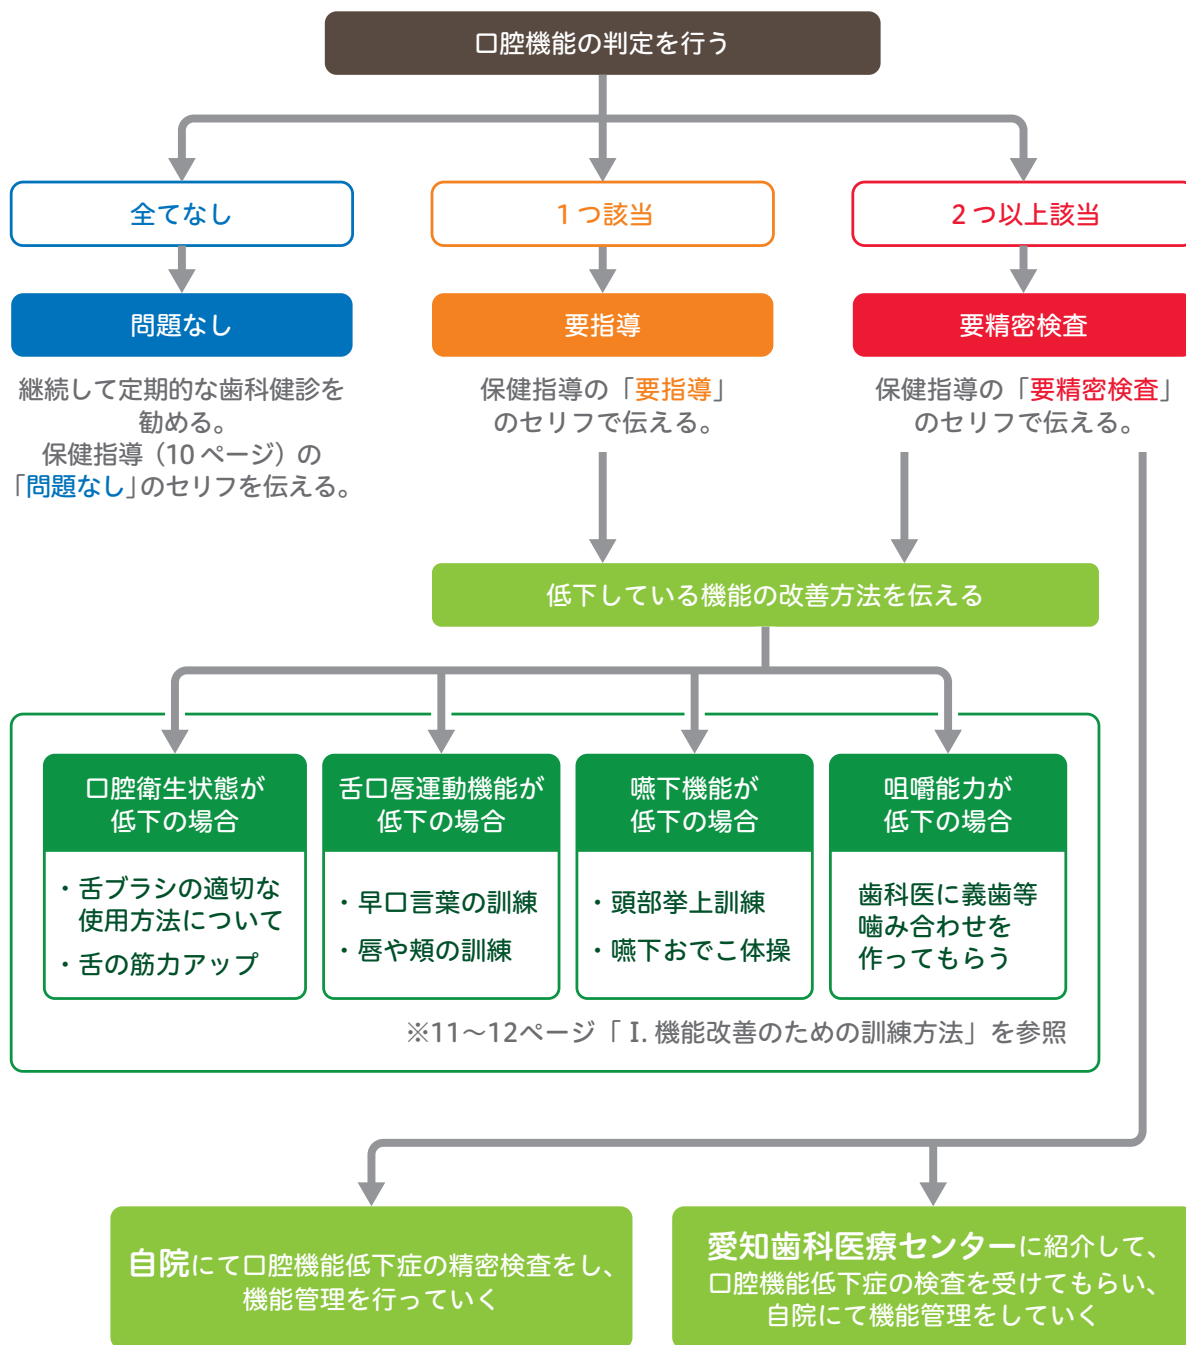 口腔機能の判定を行う
全てなし
1つ該当
2つ以上該当
問題なし
要指導
要精密検査
継続して定期的な歯科健診を
勧める。
保健指導（10ページ）の
「問題なし」のセリフを伝える。
保健指導の「要指導」
のセリフで伝える。
保健指導の「要精密検査」
のセリフで伝える。
低下している機能の改善方法を伝える
口腔衛生状態が
低下の場合
・舌ブラシの適切な
使用方法について
・舌の筋力アップ
舌口唇運動機能が
低下の場合
・早口言葉の訓練
・唇や頬の訓練
嚥下機能が
低下の場合
・頭部挙上訓練
・嚥下おでこ体操
咀嚼能力が
低下の場合
歯科医に義歯等
噛み合わせを
作ってもらう
※11〜12ページ「Ⅰ.機能改善のための訓練方法」を参照
自院にて口腔機能低下症の精密検査をし、
機能管理を行っていく
愛知歯科医療センターに紹介して、
口腔機能低下症の検査を受けてもらい、
自院にて機能管理をしていく